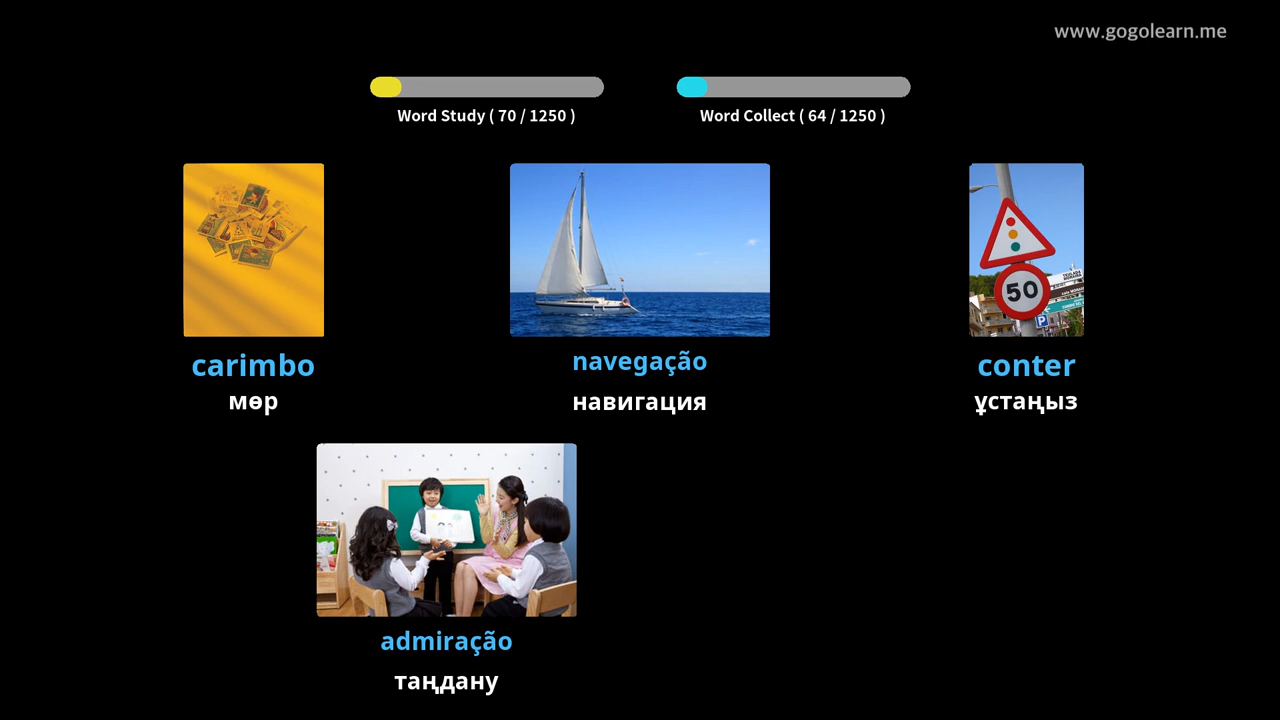 www.gogolearn.me
Word Study ( 70 / 1250 )
Word Collect ( 64 / 1250 )
50
P
carimbo
мөр
navegação
навигация
conter
ұстаңыз
admiração
таңдану